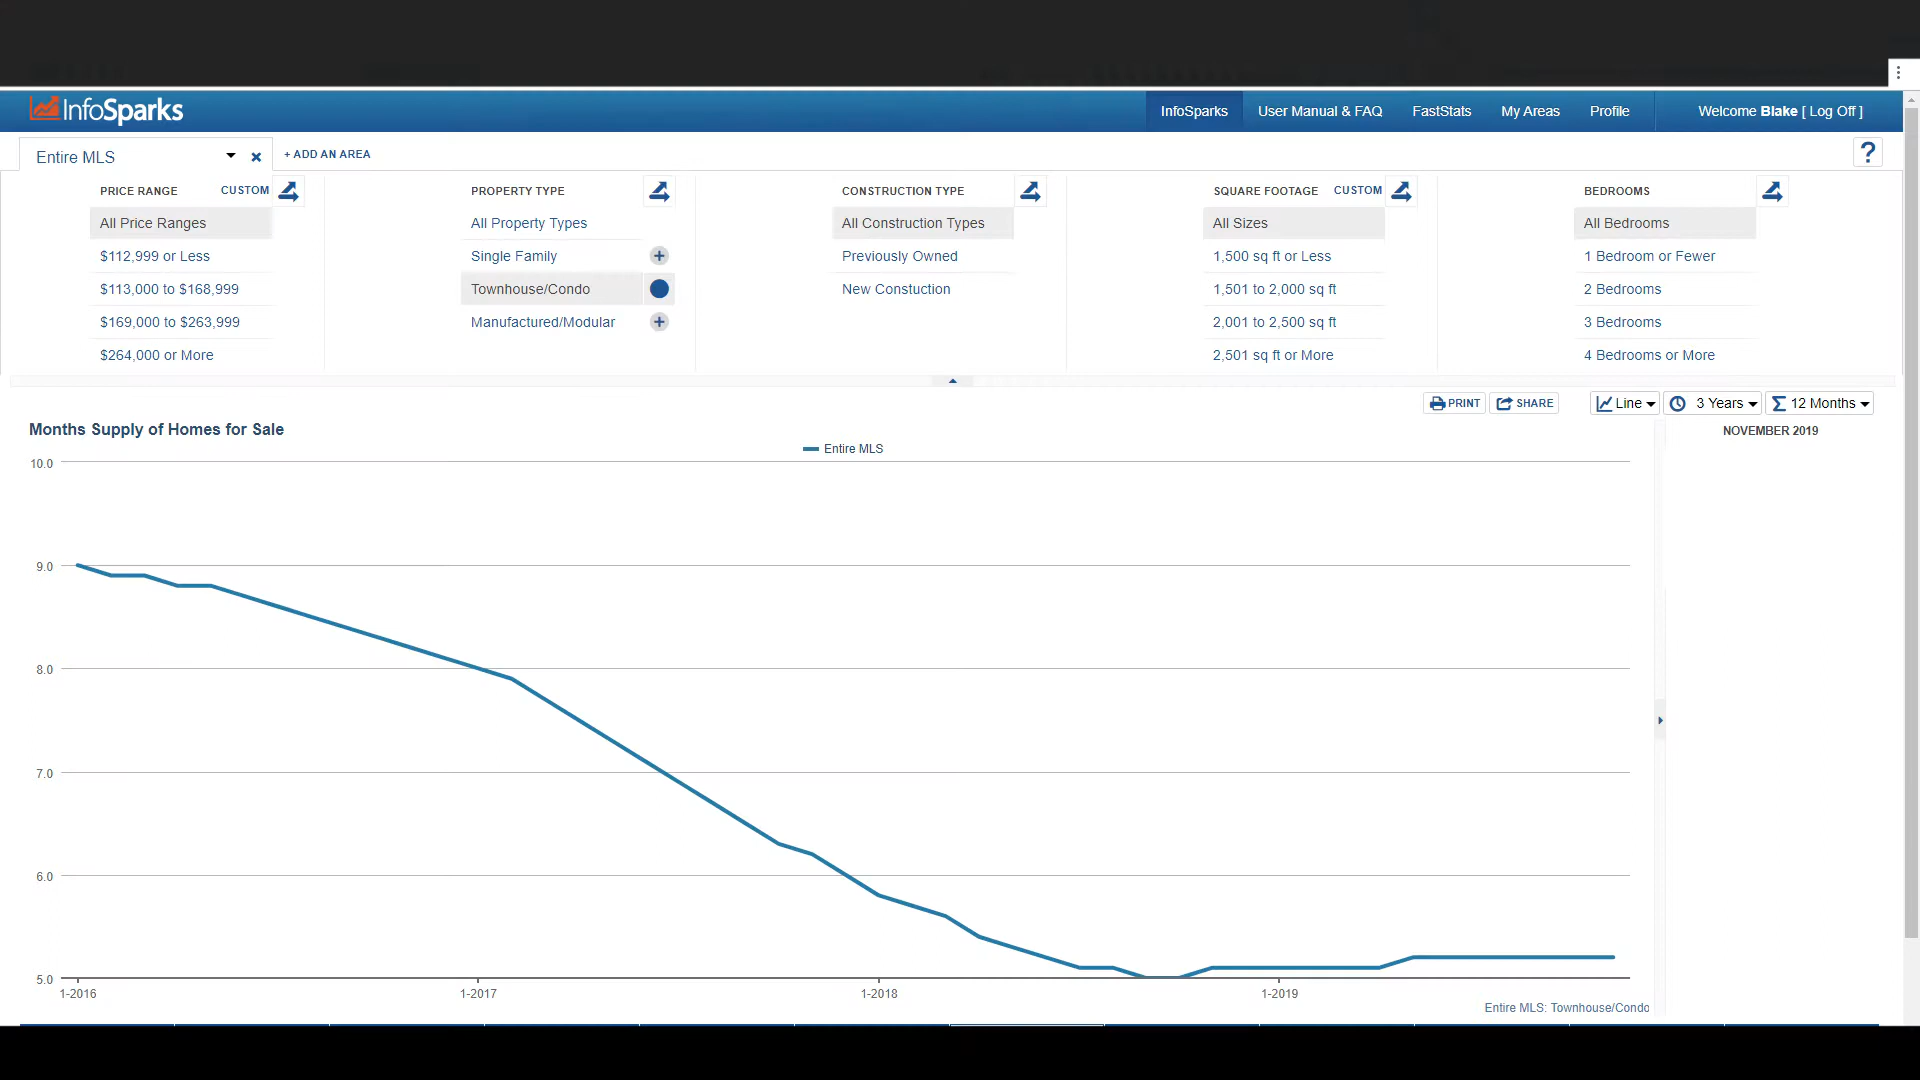 InfoSparks
InfoSparks User Manual & FAQ FastStats My Areas Profile Welcome Blake [ Log Off ]
Entire MLS + ADD AN AREA ?
PRICE RANGE CUSTOM
All Price Ranges
$112,999 or Less
$113,000 to $168,999
$169,000 to $263,999
$264,000 or More
PROPERTY TYPE
All Property Types
Single Family
Townhouse/Condo
Manufactured/Modular
CONSTRUCTION TYPE
All Construction Types
Previously Owned
New Constuction
SQUARE FOOTAGE CUSTOM
All Sizes
1,500 sq ft or Less
1,501 to 2,000 sq ft
2,001 to 2,500 sq ft
2,501 sq ft or More
BEDROOMS
All Bedrooms
1 Bedroom or Fewer
2 Bedrooms
3 Bedrooms
4 Bedrooms or More
PRINT SHARE Line 3 Years 12 Months
Months Supply of Homes for Sale
NOVEMBER 2019
Entire MLS
10.0
9.0
8.0
7.0
6.0
5.0
1-2016 1-2017 1-2018 1-2019
Entire MLS: Townhouse/Condo